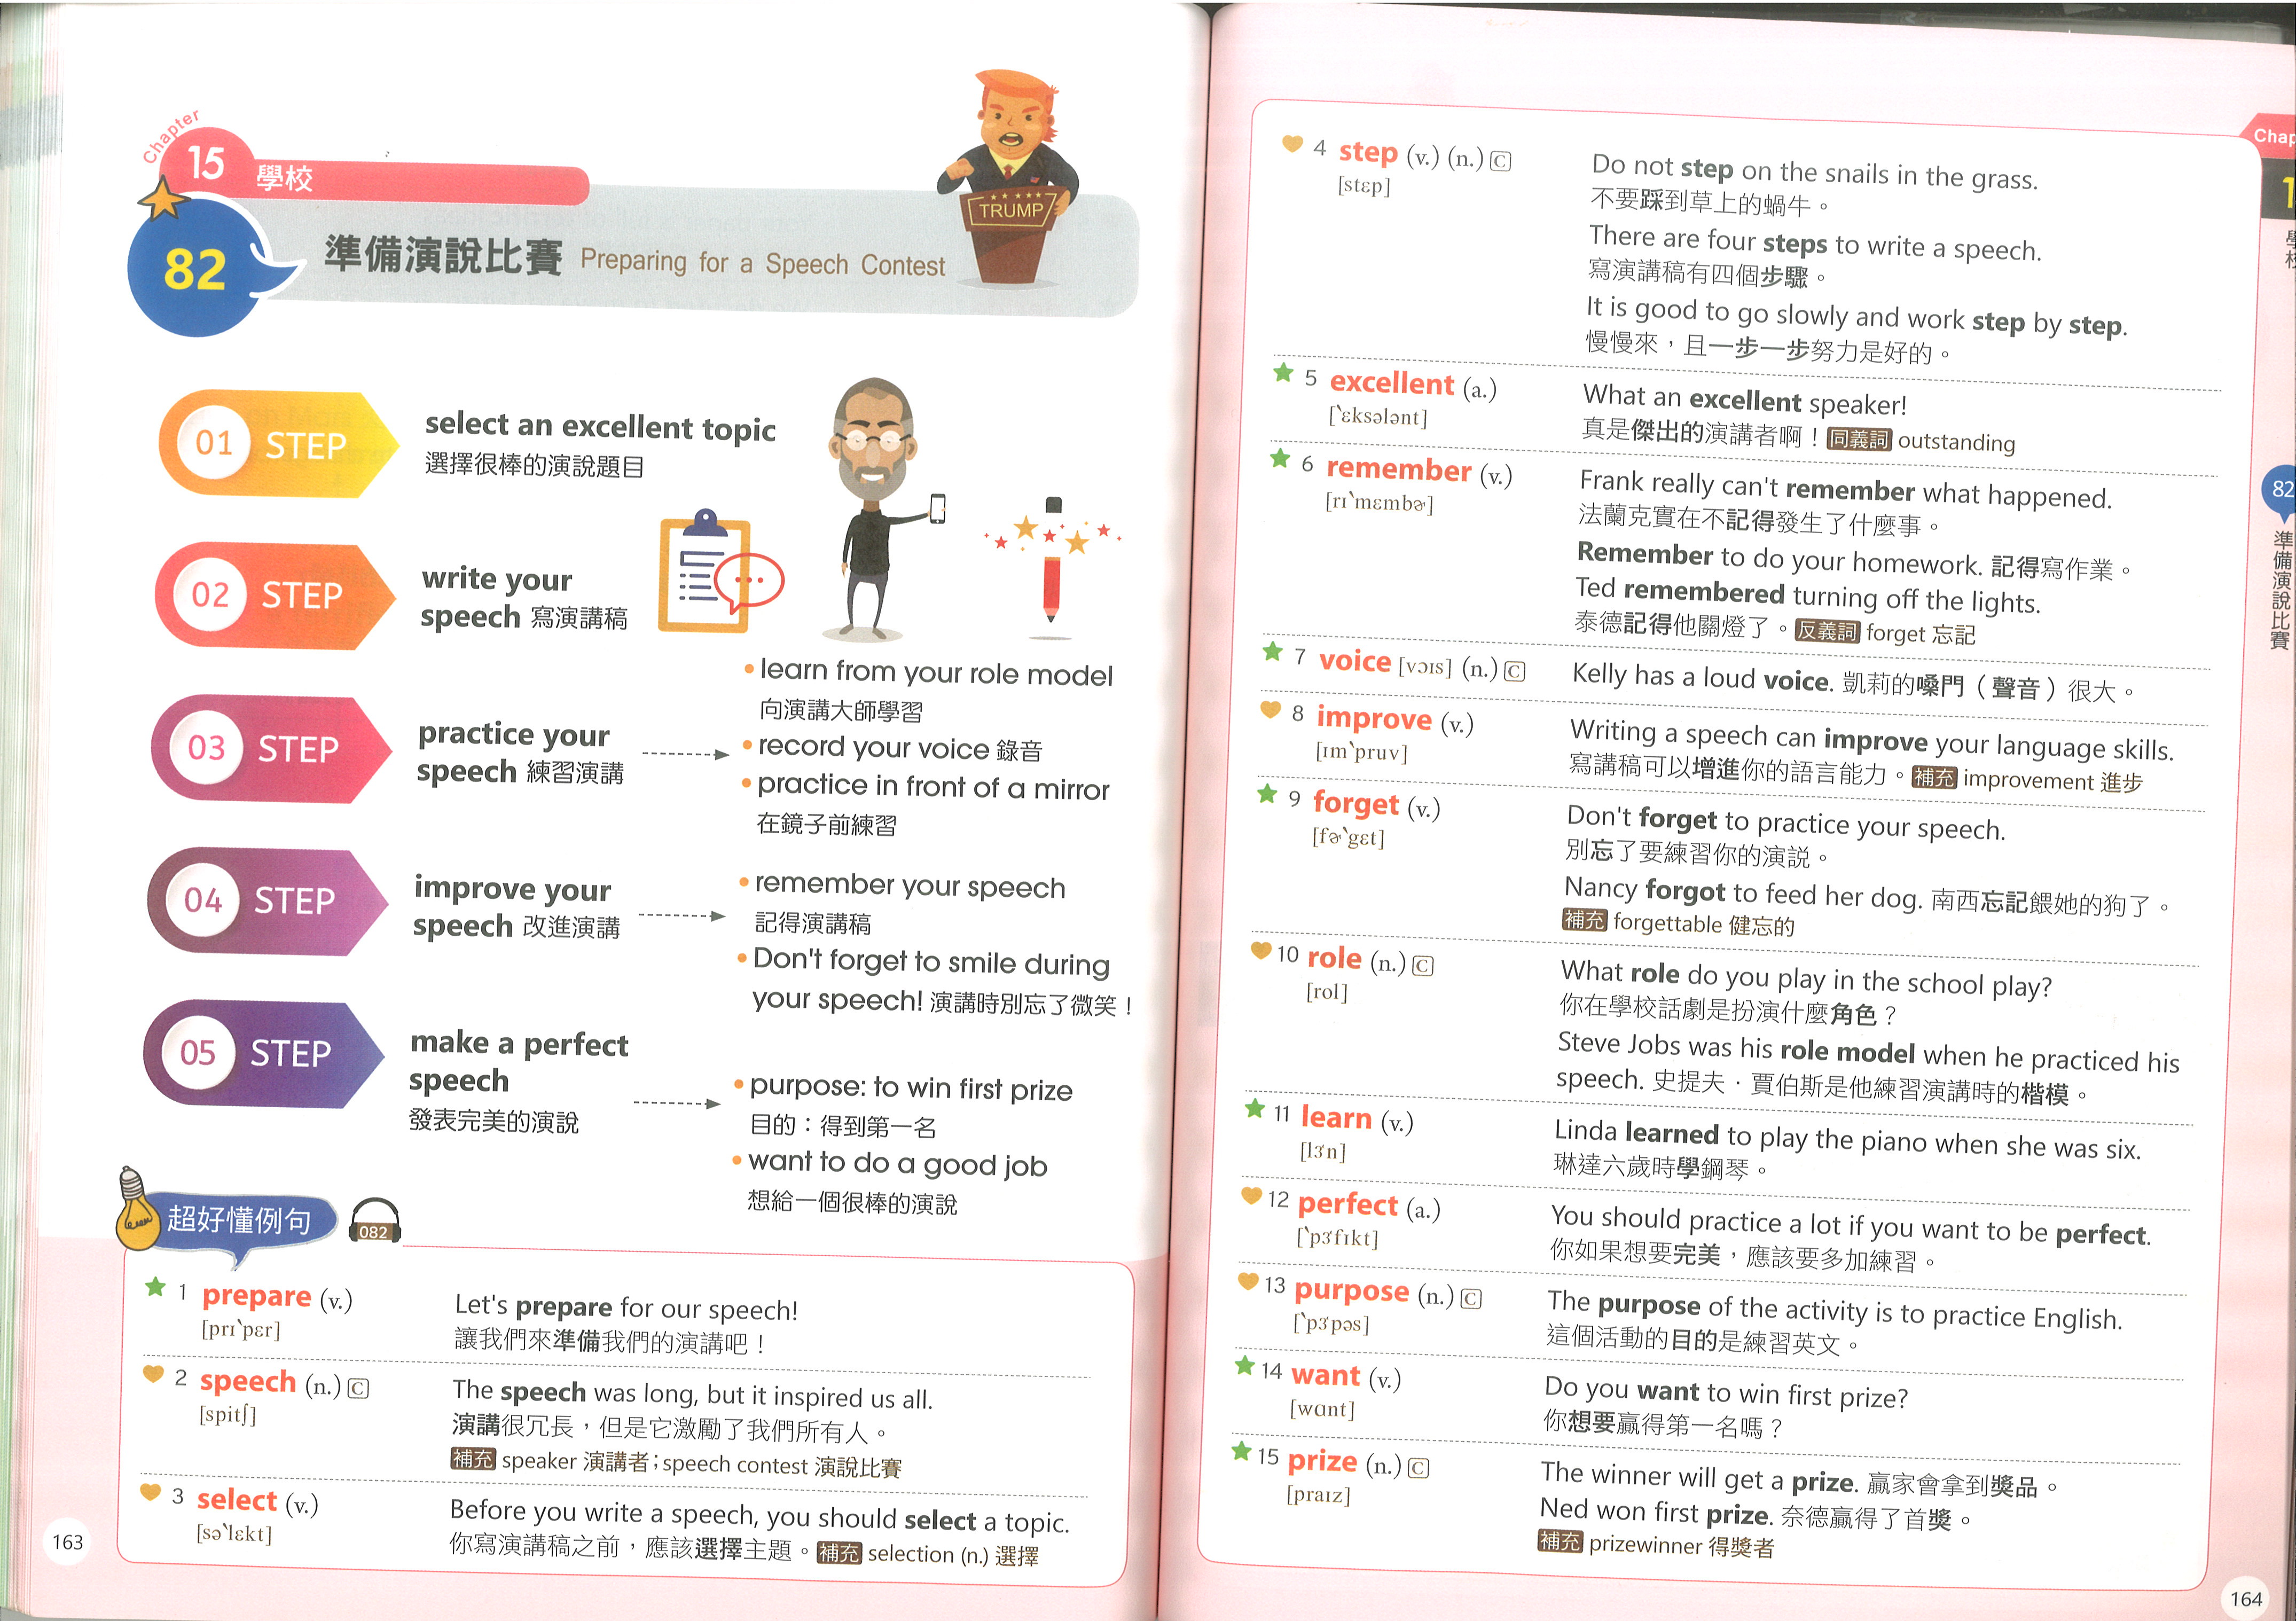 Chapter
15 學校
82
準備演說比賽 Preparing for a Speech Contest
TRUMP
01 STEP
select an excellent topic
選擇很棒的演說題目
02 STEP
write your
speech 寫演講稿
03 STEP
practice your
speech 練習演講
• learn from your role model
向演講大師學習
• record your voice 錄音
• practice in front of a mirror
在鏡子前練習
04 STEP
improve your
speech 改進演講
• remember your speech
記得演講稿
• Don't forget to smile during
your speech! 演講時別忘了微笑！
05 STEP
make a perfect
speech
發表完美的演說
• purpose: to win first prize
目的：得到第一名
• want to do a good job
想給一個很棒的演說
超好懂例句
082
1 prepare (v.)
[prɪˋpɛr]
Let's prepare for our speech!
讓我們來準備我們的演講吧！
2 speech (n.) C
[spitʃ]
The speech was long, but it inspired us all.
演講很冗長，但是它激勵了我們所有人。
補充 speaker 演講者；speech contest 演說比賽
3 select (v.)
[səˋlɛkt]
Before you write a speech, you should select a topic.
你寫演講稿之前，應該選擇主題。補充 selection (n.) 選擇
163
4 step (v.) (n.) C
[stɛp]
Do not step on the snails in the grass.
不要踩到草上的蝸牛。
There are four steps to write a speech.
寫演講稿有四個步驟。
It is good to go slowly and work step by step.
慢慢來，且一步一步努力是好的。
5 excellent (a.)
[ˋɛksələnt]
What an excellent speaker!
真是傑出的演講者啊！同義詞 outstanding
6 remember (v.)
[rɪˋmɛmbɚ]
Frank really can't remember what happened.
法蘭克實在不記得發生了什麼事。
Remember to do your homework. 記得寫作業。
Ted remembered turning off the lights.
泰德記得他關燈了。反義詞 forget 忘記
7 voice [vɔɪs] (n.) C
Kelly has a loud voice. 凱莉的嗓門（聲音）很大。
8 improve (v.)
[ɪmˋpruv]
Writing a speech can improve your language skills.
寫講稿可以增進你的語言能力。補充 improvement 進步
9 forget (v.)
[fɚˋgɛt]
Don't forget to practice your speech.
別忘了要練習你的演說。
Nancy forgot to feed her dog. 南西忘記餵她的狗了。
補充 forgettable 健忘的
10 role (n.) C
[rol]
What role do you play in the school play?
你在學校話劇是扮演什麼角色？
Steve Jobs was his role model when he practiced his
speech. 史提夫．賈伯斯是他練習演講時的楷模。
11 learn (v.)
[lɝn]
Linda learned to play the piano when she was six.
琳達六歲時學鋼琴。
12 perfect (a.)
[ˋpɝfɪkt]
You should practice a lot if you want to be perfect.
你如果想要完美，應該要多加練習。
13 purpose (n.) C
[ˋpɝpəs]
The purpose of the activity is to practice English.
這個活動的目的是練習英文。
14 want (v.)
[wɑnt]
Do you want to win first prize?
你想要贏得第一名嗎？
15 prize (n.) C
[praɪz]
The winner will get a prize. 贏家會拿到獎品。
Ned won first prize. 奈德贏得了首獎。
補充 prizewinner 得獎者
82
準備演說比賽
164